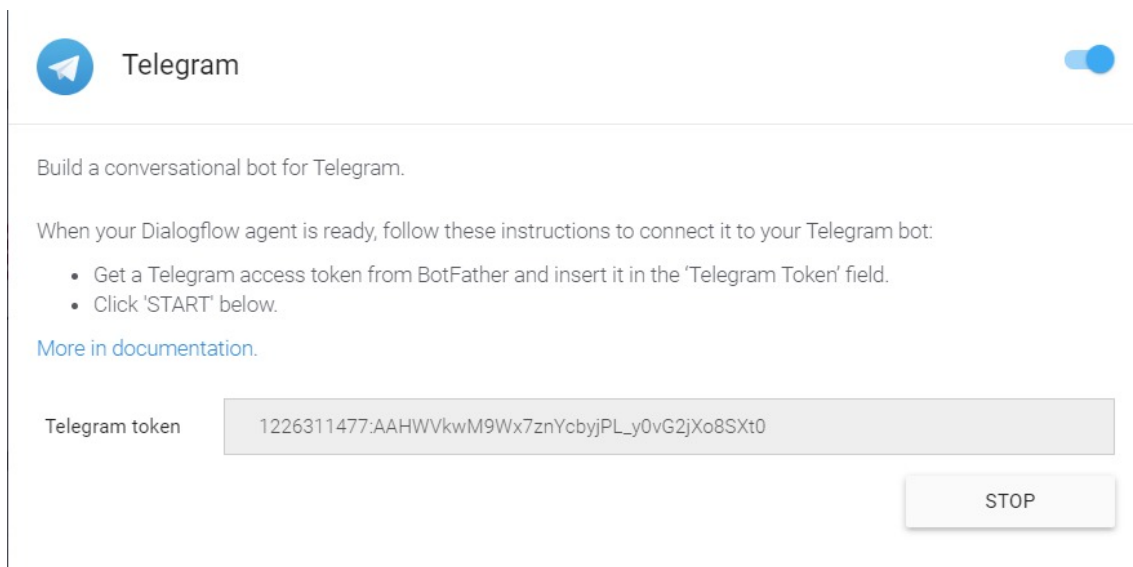 Telegram
Build a conversational bot for Telegram.
When your Dialogflow agent is ready, follow these instructions to connect it to your Telegram bot:
• Get a Telegram access token from BotFather and insert it in the ‘Telegram Token’ field.
• Click 'START' below.
More in documentation.
Telegram token 1226311477:AAHWVkwM9Wx7znYcbyjPL_y0vG2jXo8SXt0
STOP